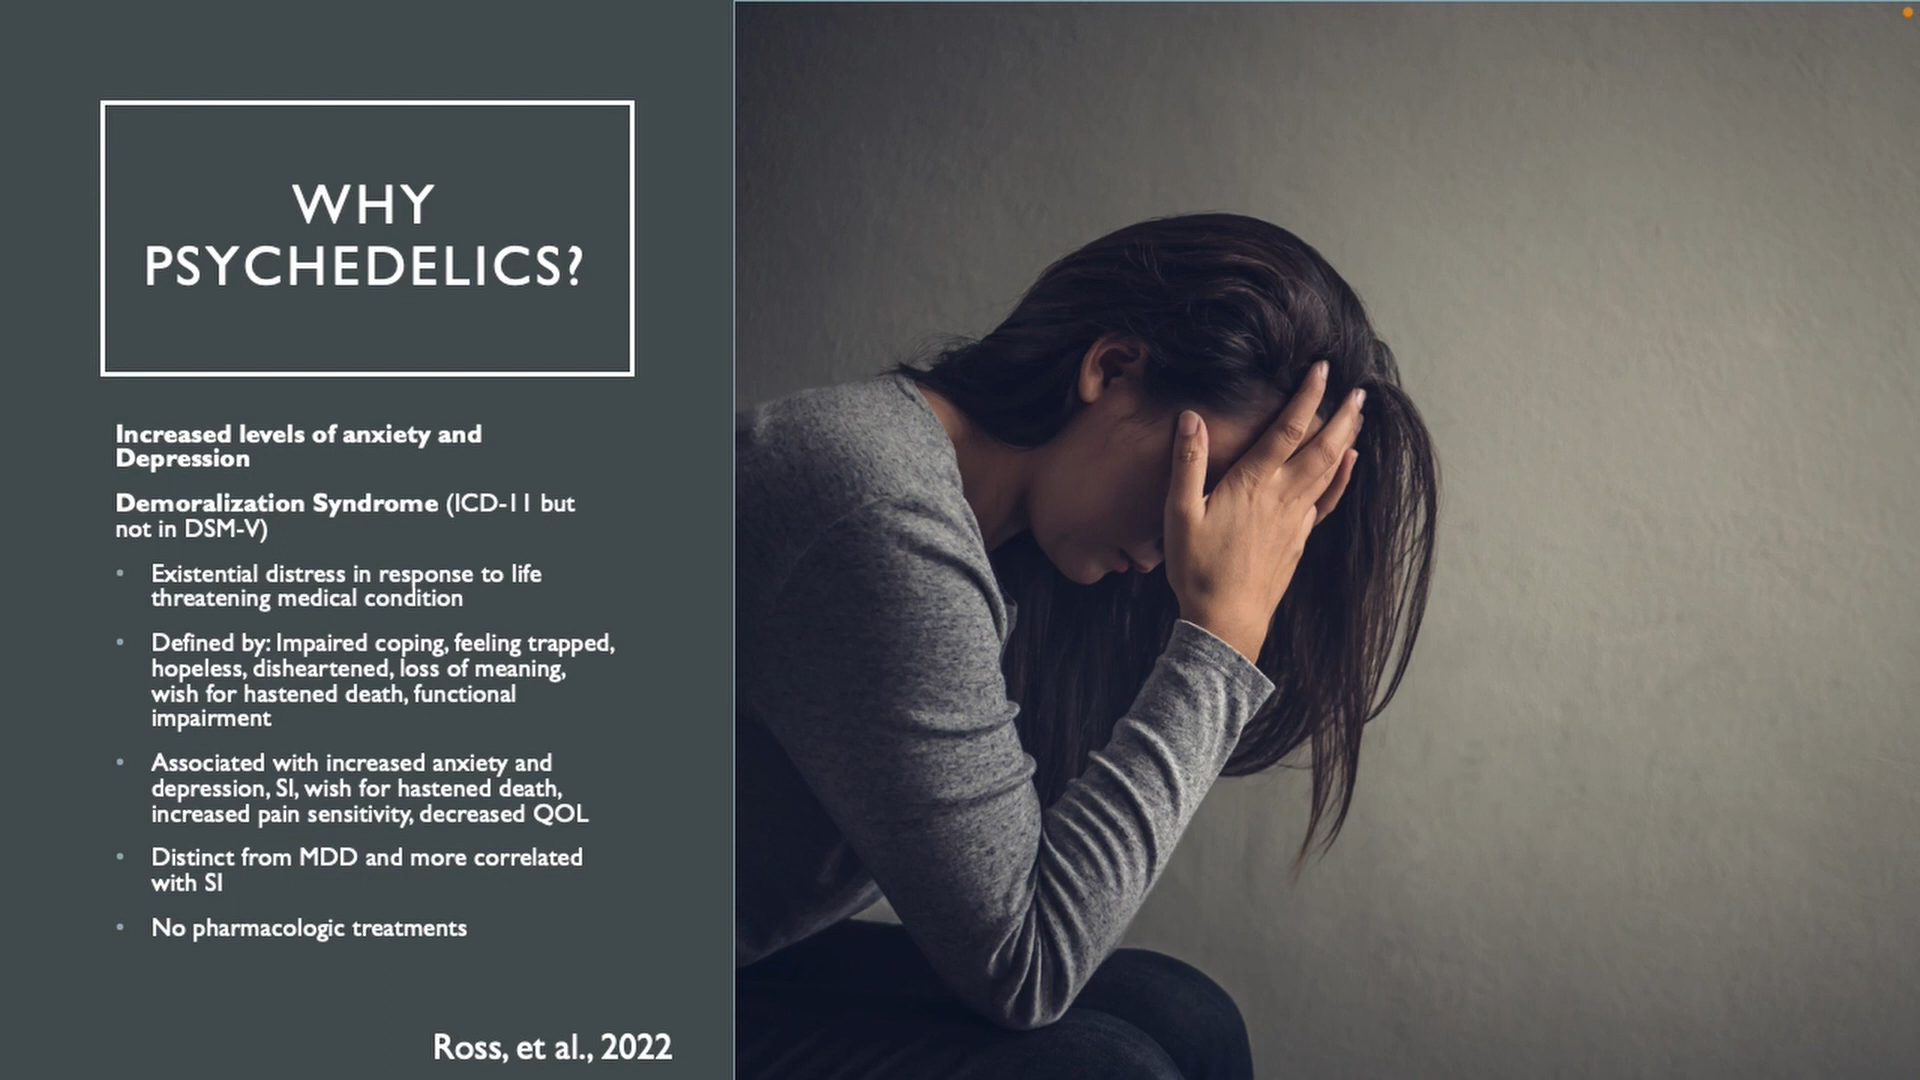 WHY
PSYCHEDELICS?
Increased levels of anxiety and
Depression
Demoralization Syndrome (ICD-11 but
not in DSM-V)
• Existential distress in response to life
threatening medical condition
• Defined by: Impaired coping, feeling trapped,
hopeless, disheartened, loss of meaning,
wish for hastened death, functional
impairment
• Associated with increased anxiety and
depression, SI, wish for hastened death,
increased pain sensitivity, decreased QOL
• Distinct from MDD and more correlated
with SI
• No pharmacologic treatments
Ross, et al., 2022